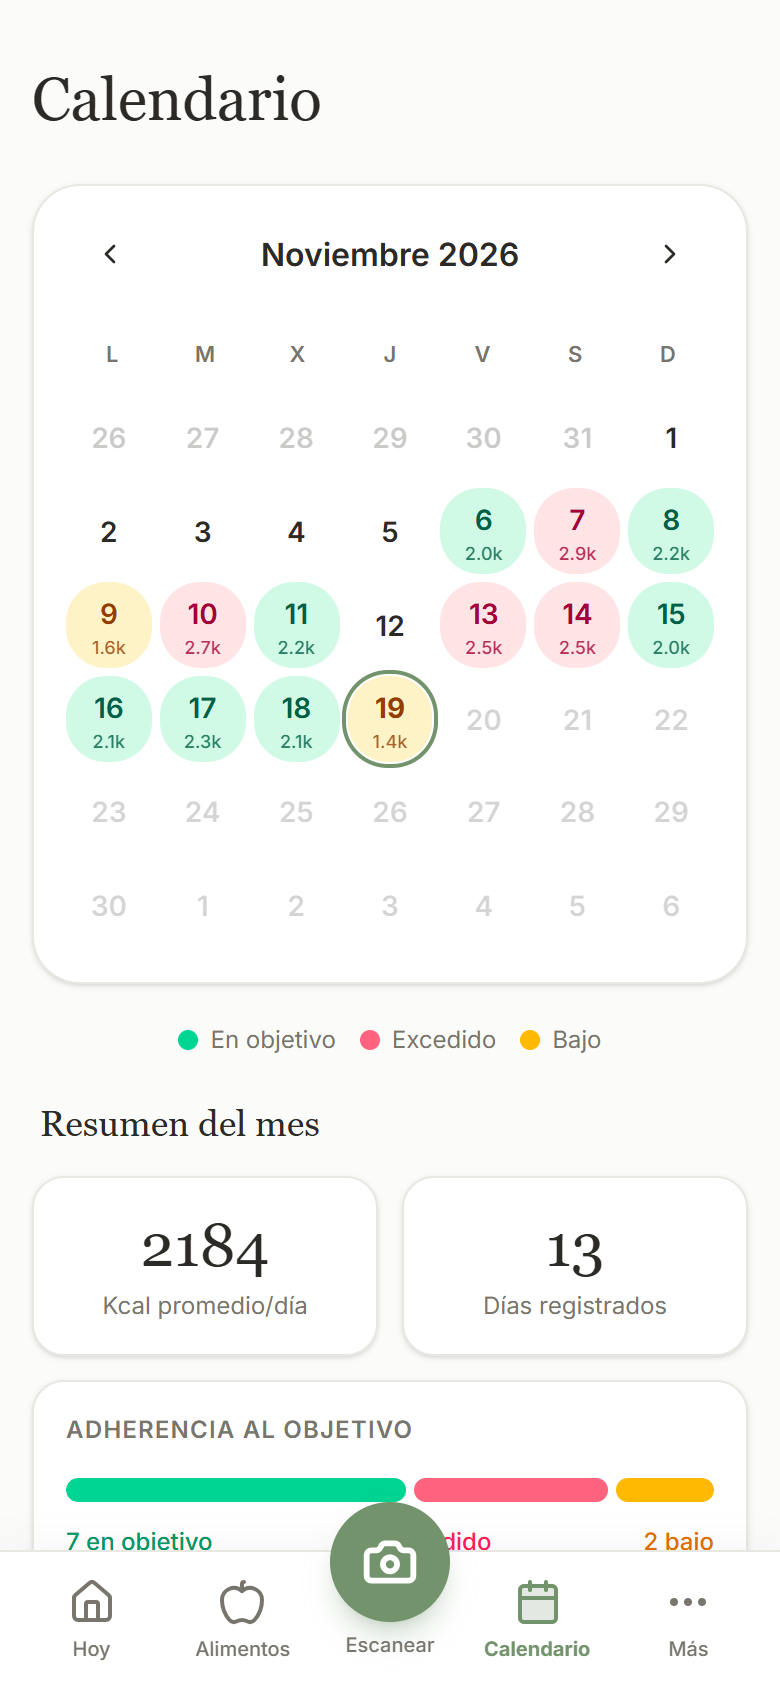 Calendario
Noviembre 2026
L M X J V S D
26 27 28 29 30 31 1
2 3 4 5 6 7 8
2.0k 2.9k 2.2k
9 10 11 12 13 14 15
1.6k 2.7k 2.2k 2.5k 2.5k 2.0k
16 17 18 19 20 21 22
2.1k 2.3k 2.1k 1.4k
23 24 25 26 27 28 29
30 1 2 3 4 5 6
En objetivo Excedido Bajo
Resumen del mes
2184 13
Kcal promedio/día Días registrados
ADHERENCIA AL OBJETIVO
7 en objetivo 2 bajo
Hoy Alimentos Escanear Calendario Más